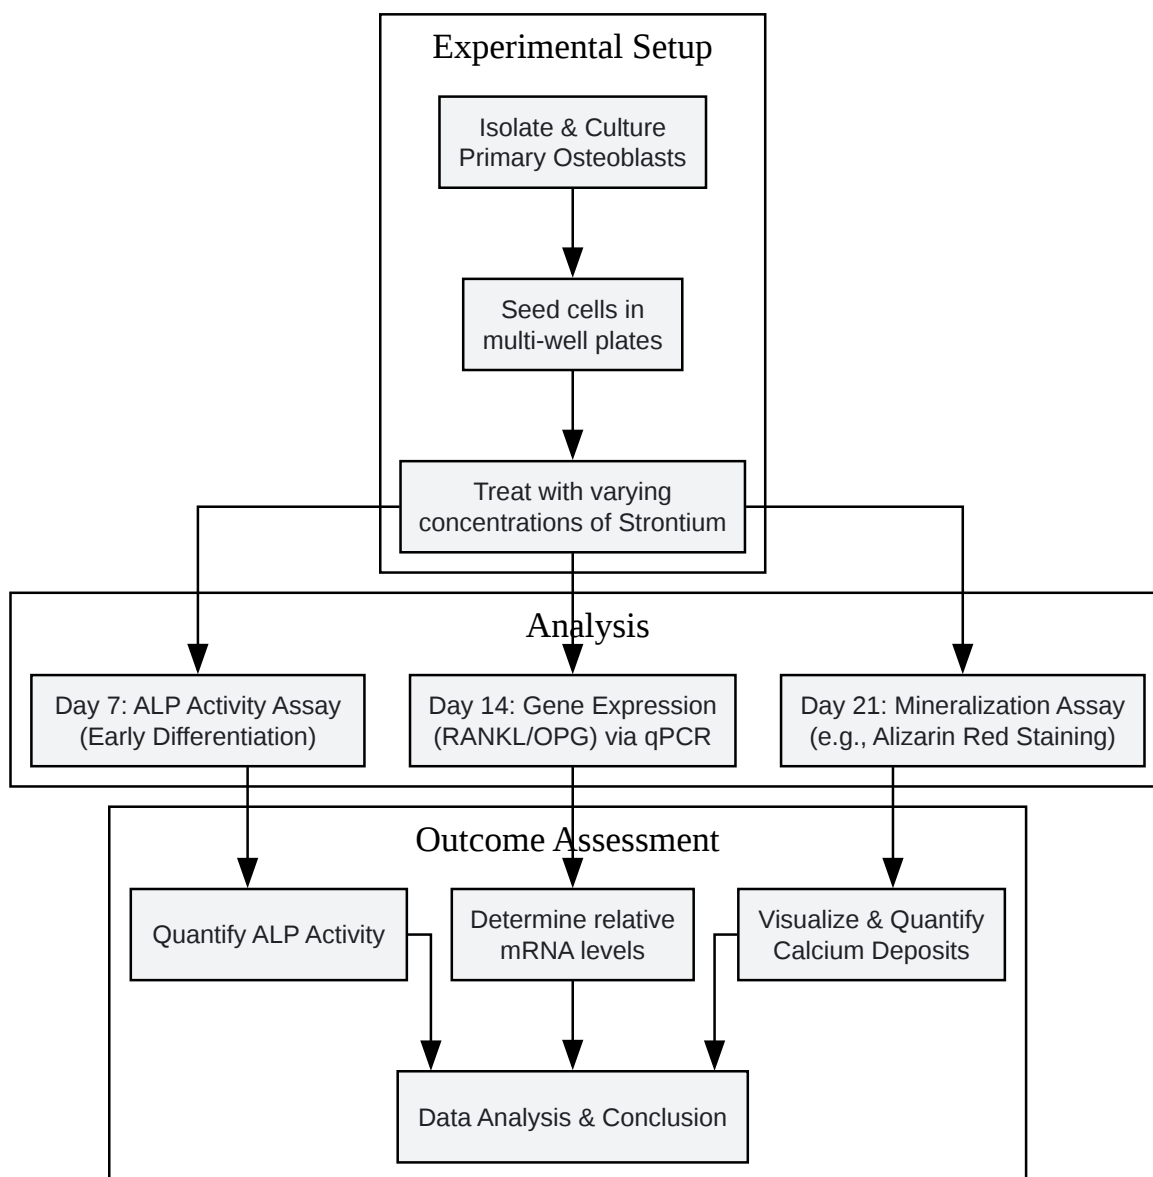 Experimental Setup
Isolate & Culture
Primary Osteoblasts
Seed cells in
multi-well plates
Treat with varying
concentrations of Strontium
Analysis
Day 7: ALP Activity Assay
(Early Differentiation)
Day 14: Gene Expression
(RANKL/OPG) via qPCR
Day 21: Mineralization Assay
(e.g., Alizarin Red Staining)
Outcome Assessment
Quantify ALP Activity
Determine relative
mRNA levels
Visualize & Quantify
Calcium Deposits
Data Analysis & Conclusion